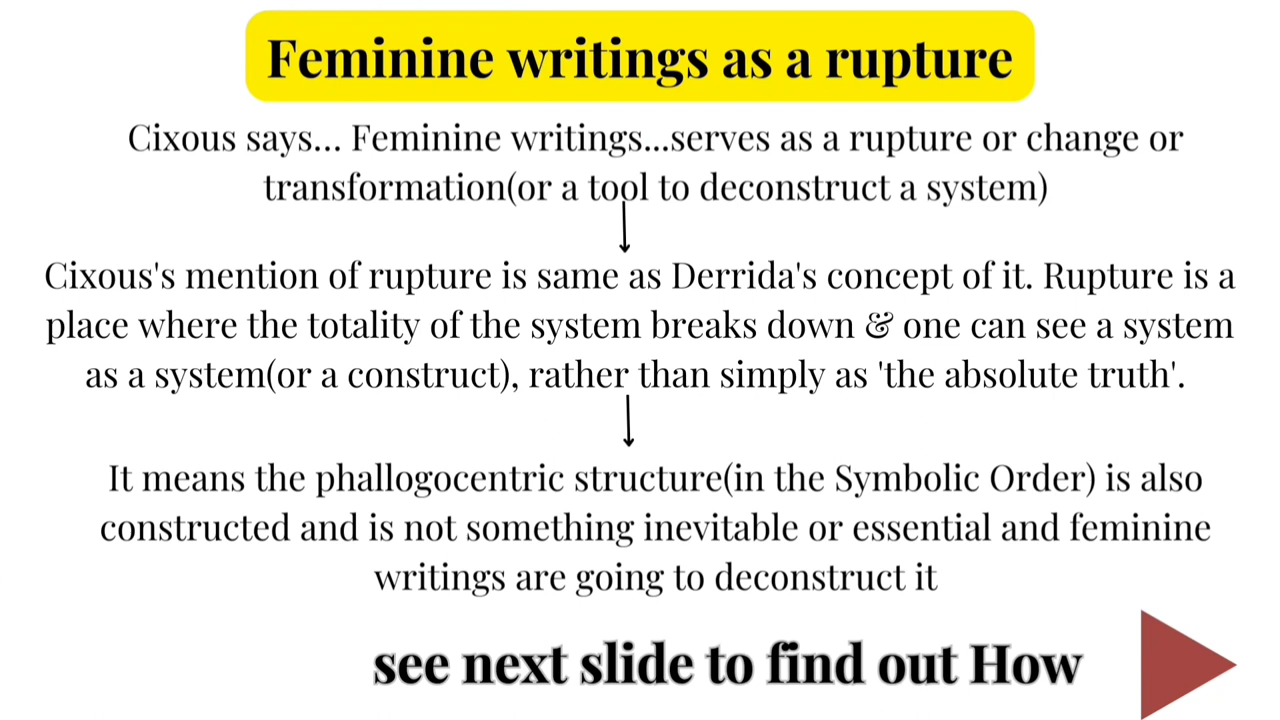 Feminine writings as a rupture
Cixous says... Feminine writings...serves as a rupture or change or
transformation(or a tool to deconstruct a system)
Cixous's mention of rupture is same as Derrida's concept of it. Rupture is a
place where the totality of the system breaks down & one can see a system
as a system(or a construct), rather than simply as 'the absolute truth'.
It means the phallogocentric structure(in the Symbolic Order) is also
constructed and is not something inevitable or essential and feminine
writings are going to deconstruct it
see next slide to find out How